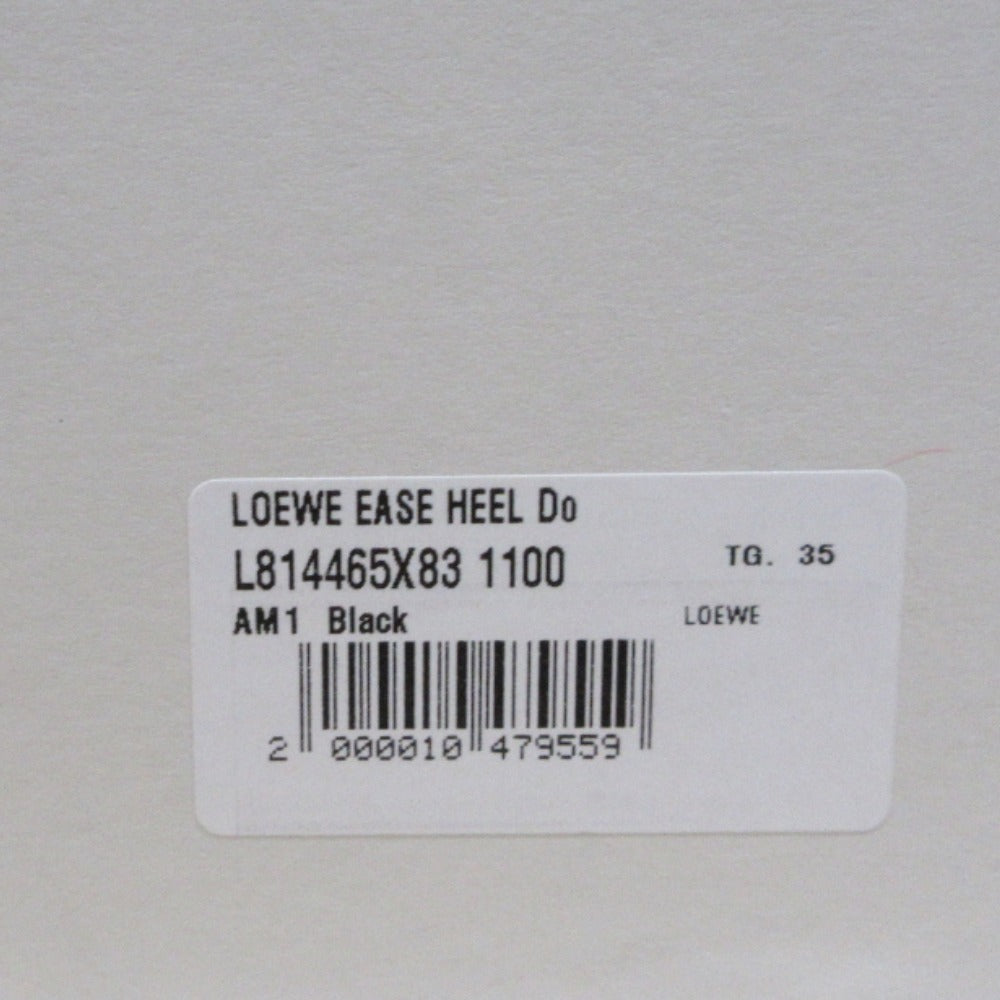 LOEWE EASE HEEL Do
L814465X83 1100 TG. 35
AM1 Black LOEWE
2 000010 479559